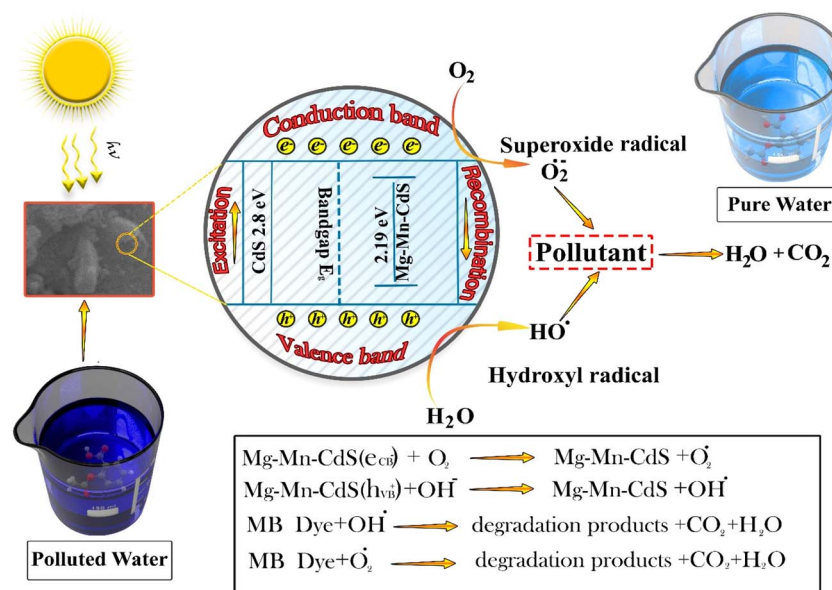 hν
O₂
Conduction band
e⁻ e⁻ e⁻ e⁻ e⁻
Superoxide radical
O₂•⁻
Pure Water
Excitation
CdS 2.8 eV
Bandgap Eg
2.19 eV
Mg-Mn-CdS
Recombination
Pollutant
H₂O + CO₂
h⁺ h⁺ h⁺ h⁺ h⁺
Valence band
HO•
Hydroxyl radical
H₂O
Polluted Water
Mg-Mn-CdS(e⁻CB) + O₂ → Mg-Mn-CdS +O₂•
Mg-Mn-CdS(h⁺VB)+OH⁻ → Mg-Mn-CdS +OH•
MB Dye+OH• → degradation products +CO₂+H₂O
MB Dye+O₂• → degradation products +CO₂+H₂O